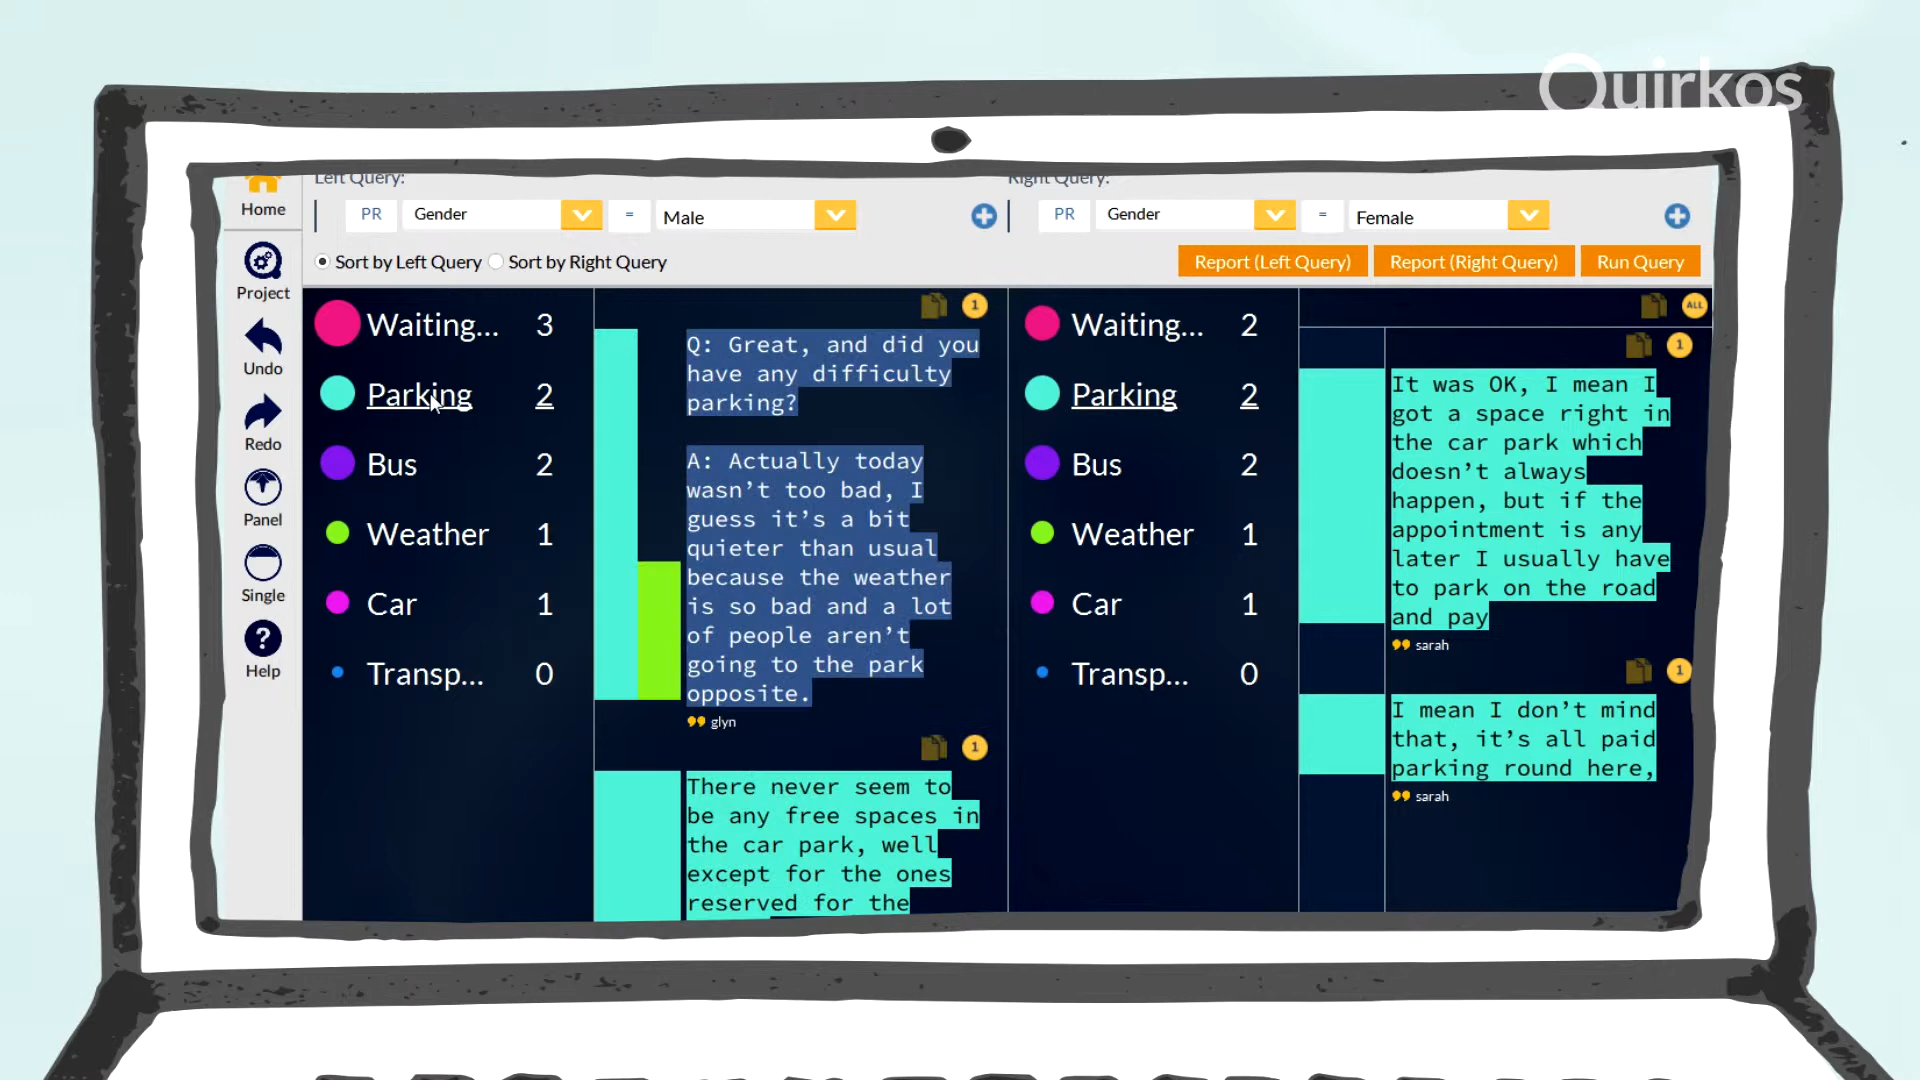 Quirkos
Left Query:
Right Query:
Home
PR
Gender
=
Male
PR
Gender
=
Female
Sort by Left Query
Sort by Right Query
Report (Left Query)
Report (Right Query)
Run Query
Project
Undo
Redo
Panel
Single
?
Help
Waiting... 3
Parking 2
Bus 2
Weather 1
Car 1
Transp... 0
1
Q: Great, and did you
have any difficulty
parking?
A: Actually today
wasn't too bad, I
guess it's a bit
quieter than usual
because the weather
is so bad and a lot
of people aren't
going to the park
opposite.
glyn
1
There never seem to
be any free spaces in
the car park, well
except for the ones
reserved for the
Waiting... 2
Parking 2
Bus 2
Weather 1
Car 1
Transp... 0
ALL
1
It was OK, I mean I
got a space right in
the car park which
doesn't always
happen, but if the
appointment is any
later I usually have
to park on the road
and pay
sarah
1
I mean I don't mind
that, it's all paid
parking round here,
sarah